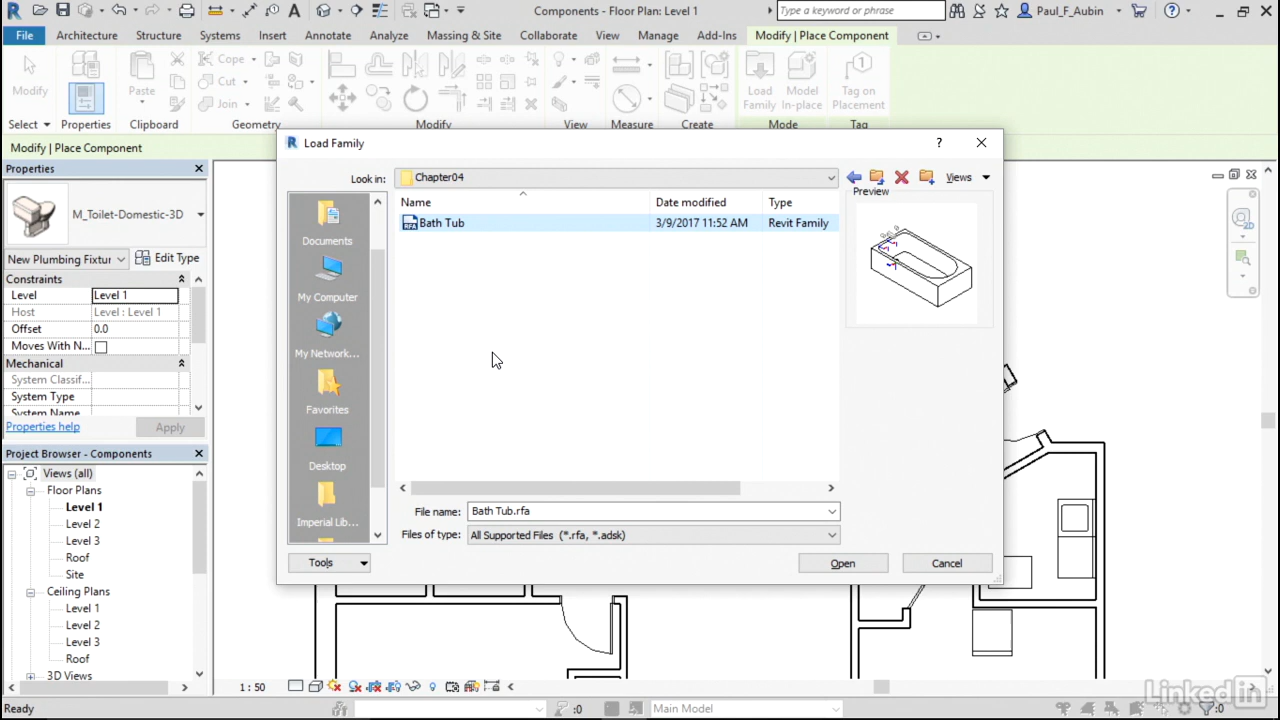 Components - Floor Plan: Level 1
Type a keyword or phrase
Paul_F_Aubin
File
Architecture
Structure
Systems
Insert
Annotate
Analyze
Massing & Site
Collaborate
View
Manage
Add-Ins
Modify | Place Component
Modify
Paste
Cope
Cut
Join
Load Family
Model In-place
Tag on Placement
Select
Properties
Clipboard
Geometry
Modify
View
Measure
Create
Mode
Tag
Modify | Place Component
Properties
M_Toilet-Domestic-3D
New Plumbing Fixtur
Edit Type
Constraints
Level
Level 1
Host
Level : Level 1
Offset
0.0
Moves With N...
Mechanical
System Classif...
System Type
System Name
Properties help
Apply
Project Browser - Components
Views (all)
Floor Plans
Level 1
Level 2
Level 3
Roof
Site
Ceiling Plans
Level 1
Level 2
Level 3
Roof
3D Views
Load Family
Look in:
Chapter04
Views
Documents
My Computer
My Network...
Favorites
Desktop
Imperial Lib...
Name
Date modified
Type
Bath Tub
3/9/2017 11:52 AM
Revit Family
Preview
File name:
Bath Tub.rfa
Files of type:
All Supported Files (*.rfa, *.adsk)
Tools
Open
Cancel
1 : 50
Ready
:0
Main Model
:0
Linked in